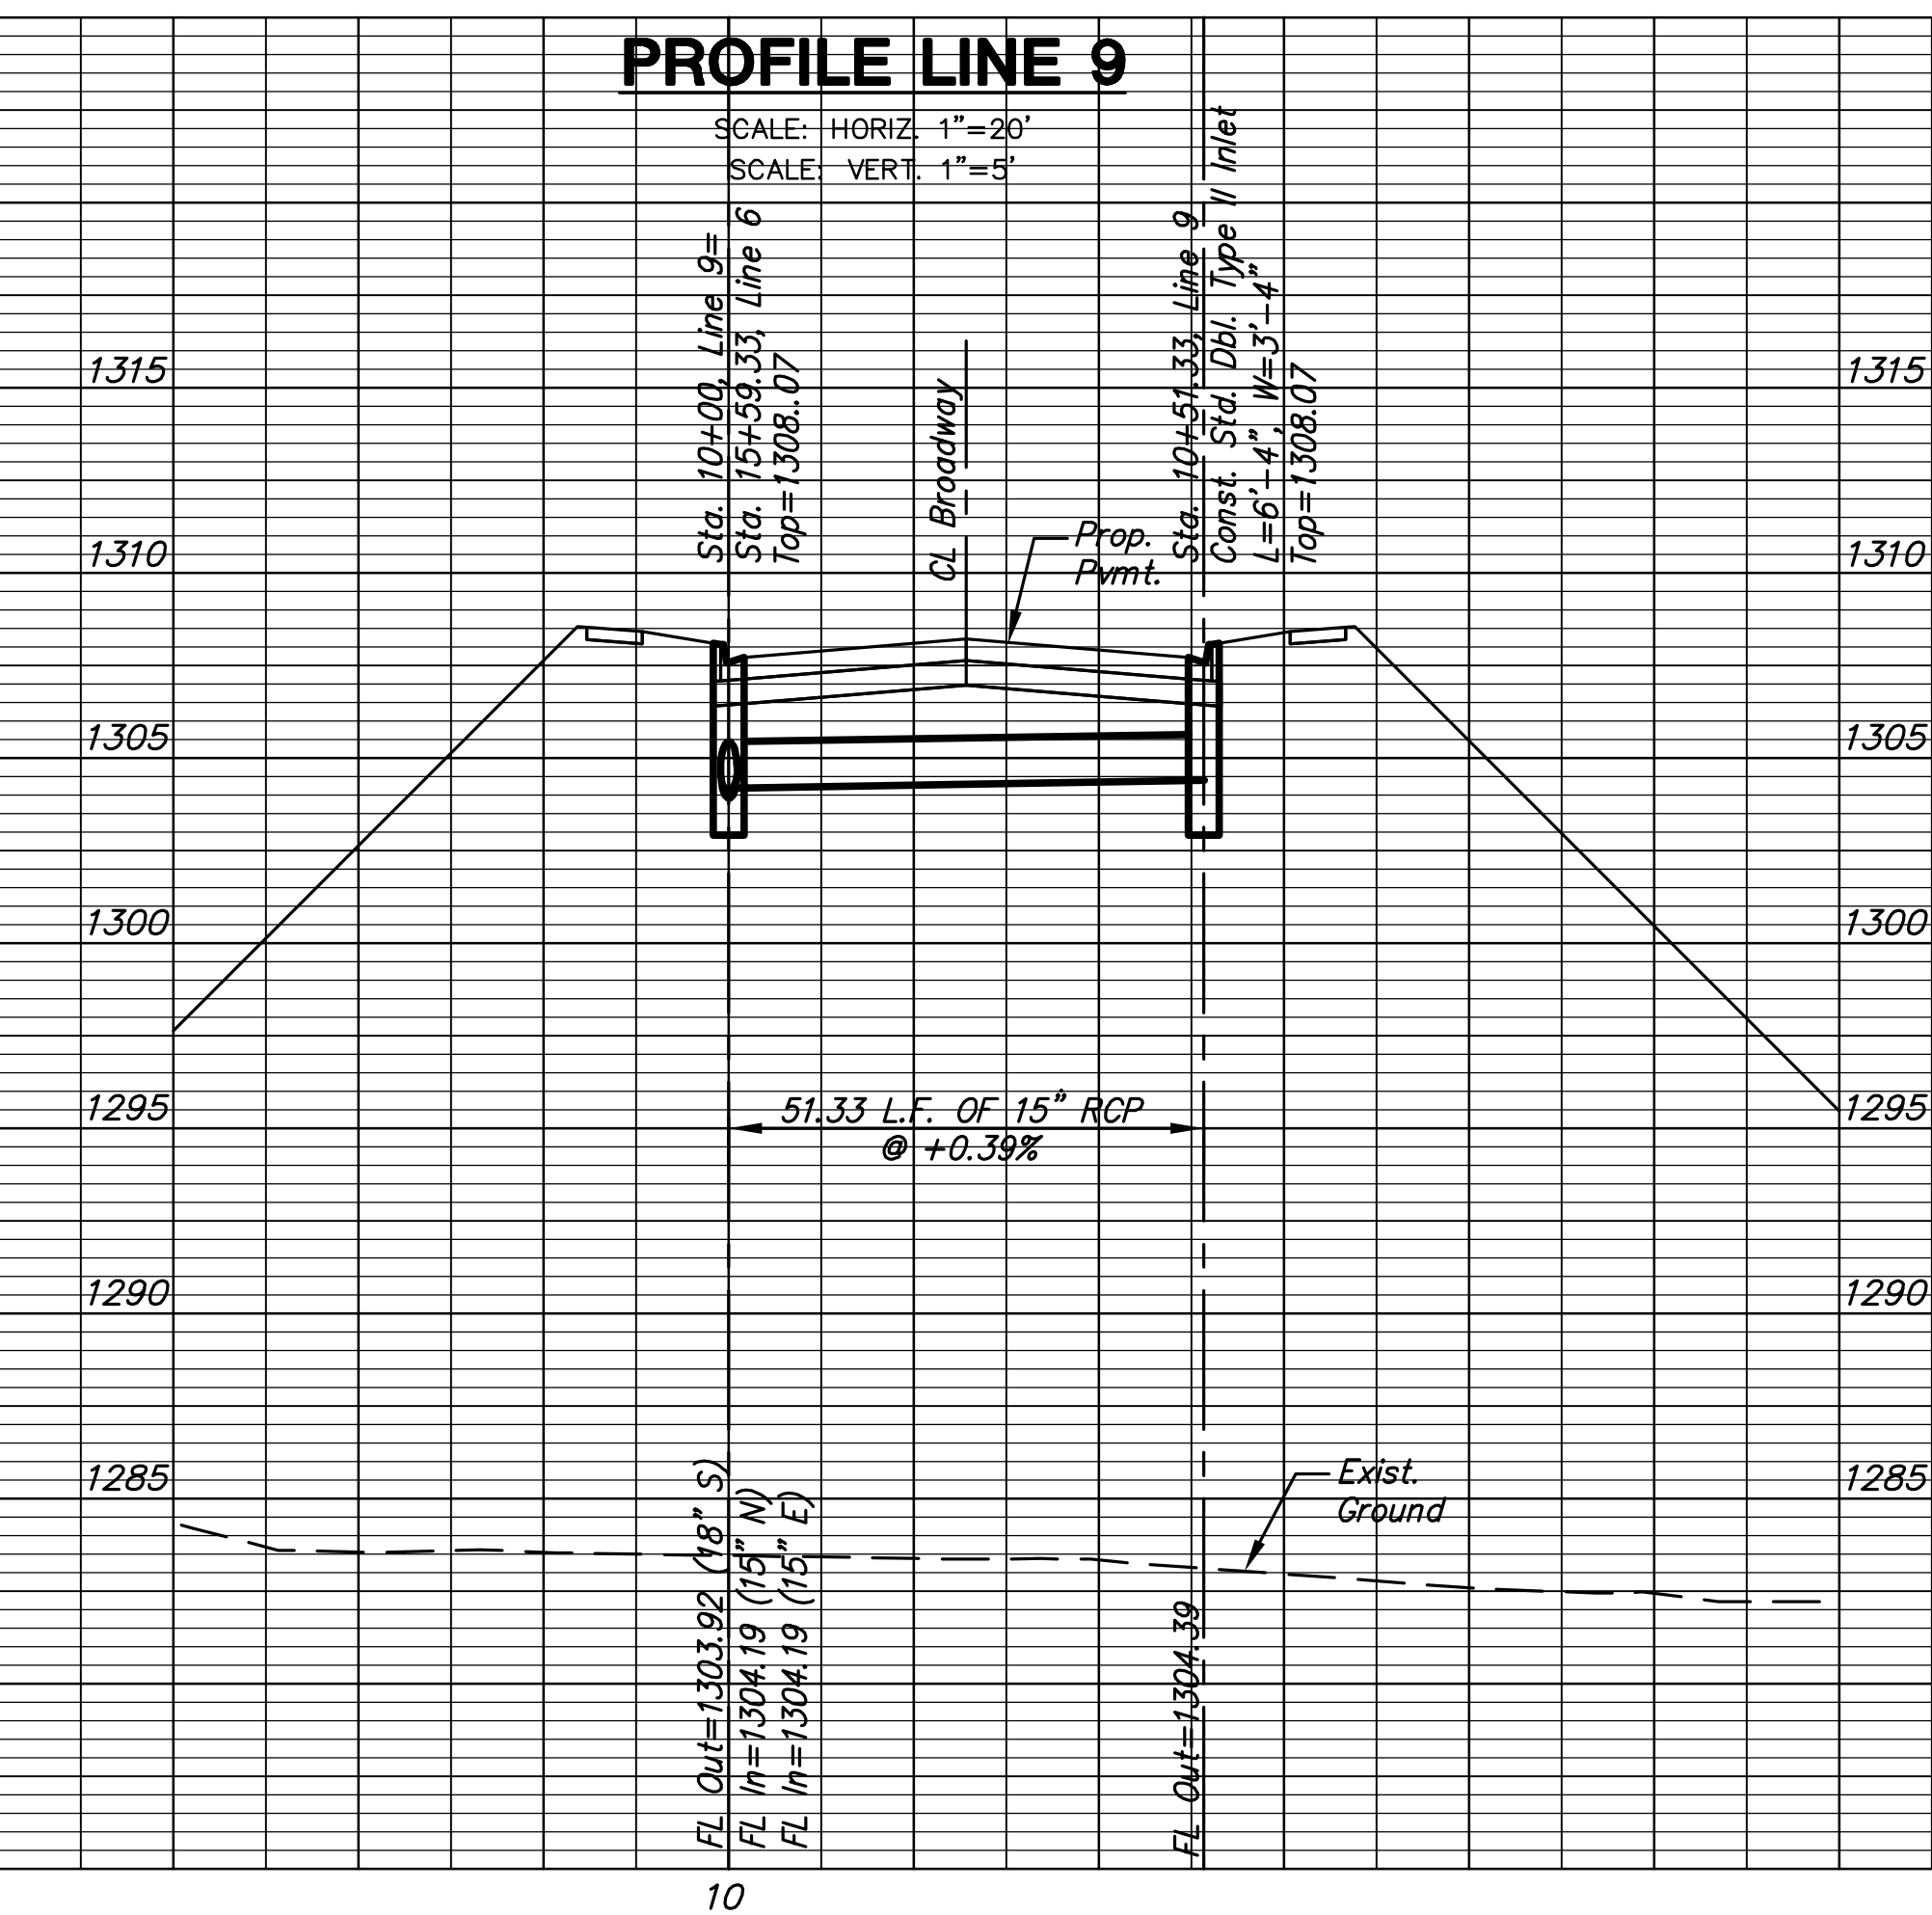 PROFILE LINE 9
SCALE: HORIZ. 1"=20'
SCALE: VERT. 1"=5'
Sta. 10+00, Line 9=
Sta. 15+59.33, Line 6
Top=1308..07
CL Broadway
Prop.
Pvmt.
Sta. 10+51.33, Line 9
Const. Std. Dbl. Type II Inlet
L=6'-4", W=3'-4"
Top=1308.07
1315
1315
1310
1310
1305
1305
1300
1300
1295
1295
51.33 L.F. OF 15" RCP
@ +0.39%
1290
1290
1285
1285
Exist.
Ground
FL Out=1303.92 (18" S)
FL In=1304.19 (15" N)
FL In=1304.19 (15" E)
FL Out=1304.39
10